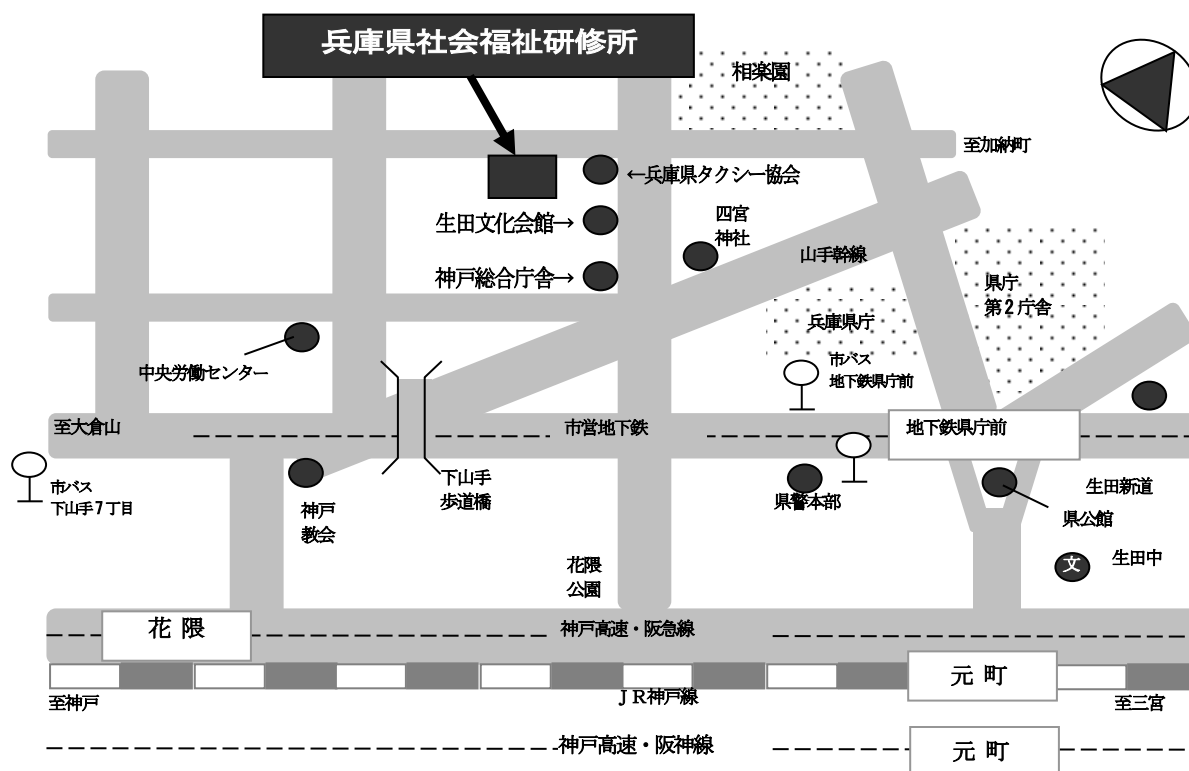 兵庫県社会福祉研修所
相楽園
至加納町
←兵庫県タクシー協会
生田文化会館→
四宮
神社
山手幹線
神戸総合庁舎→
県庁
第2庁舎
兵庫県庁
中央労働センター
市バス
地下鉄県庁前
至大倉山
市営地下鉄
地下鉄県庁前
市バス
下山手7丁目
下山手
歩道橋
神戸
教会
県警本部
生田新道
県公館
文
生田中
花隈
公園
花 隈
神戸高速・阪急線
元 町
至神戸
JR神戸線
至三宮
神戸高速・阪神線
元 町